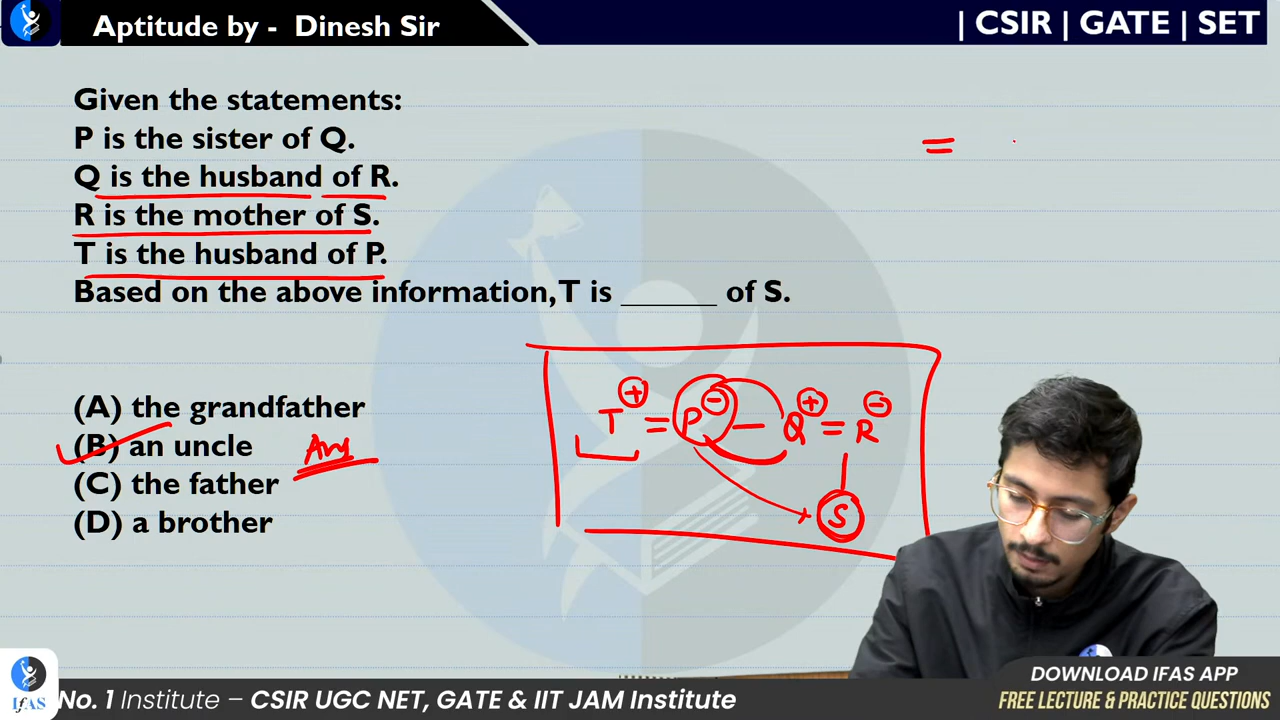 Aptitude by - Dinesh Sir
| CSIR | GATE | SET
Given the statements:
P is the sister of Q.
Q is the husband of R.
R is the mother of S.
T is the husband of P.
Based on the above information, T is ______ of S.
=
(A) the grandfather
(B) an uncle
Ans
(C) the father
(D) a brother
T⊕ = P⊖ — Q⊕ = R⊖
S
IFAS
No. 1 Institute – CSIR UGC NET, GATE & IIT JAM Institute
DOWNLOAD IFAS APP
FREE LECTURE & PRACTICE QUESTIONS